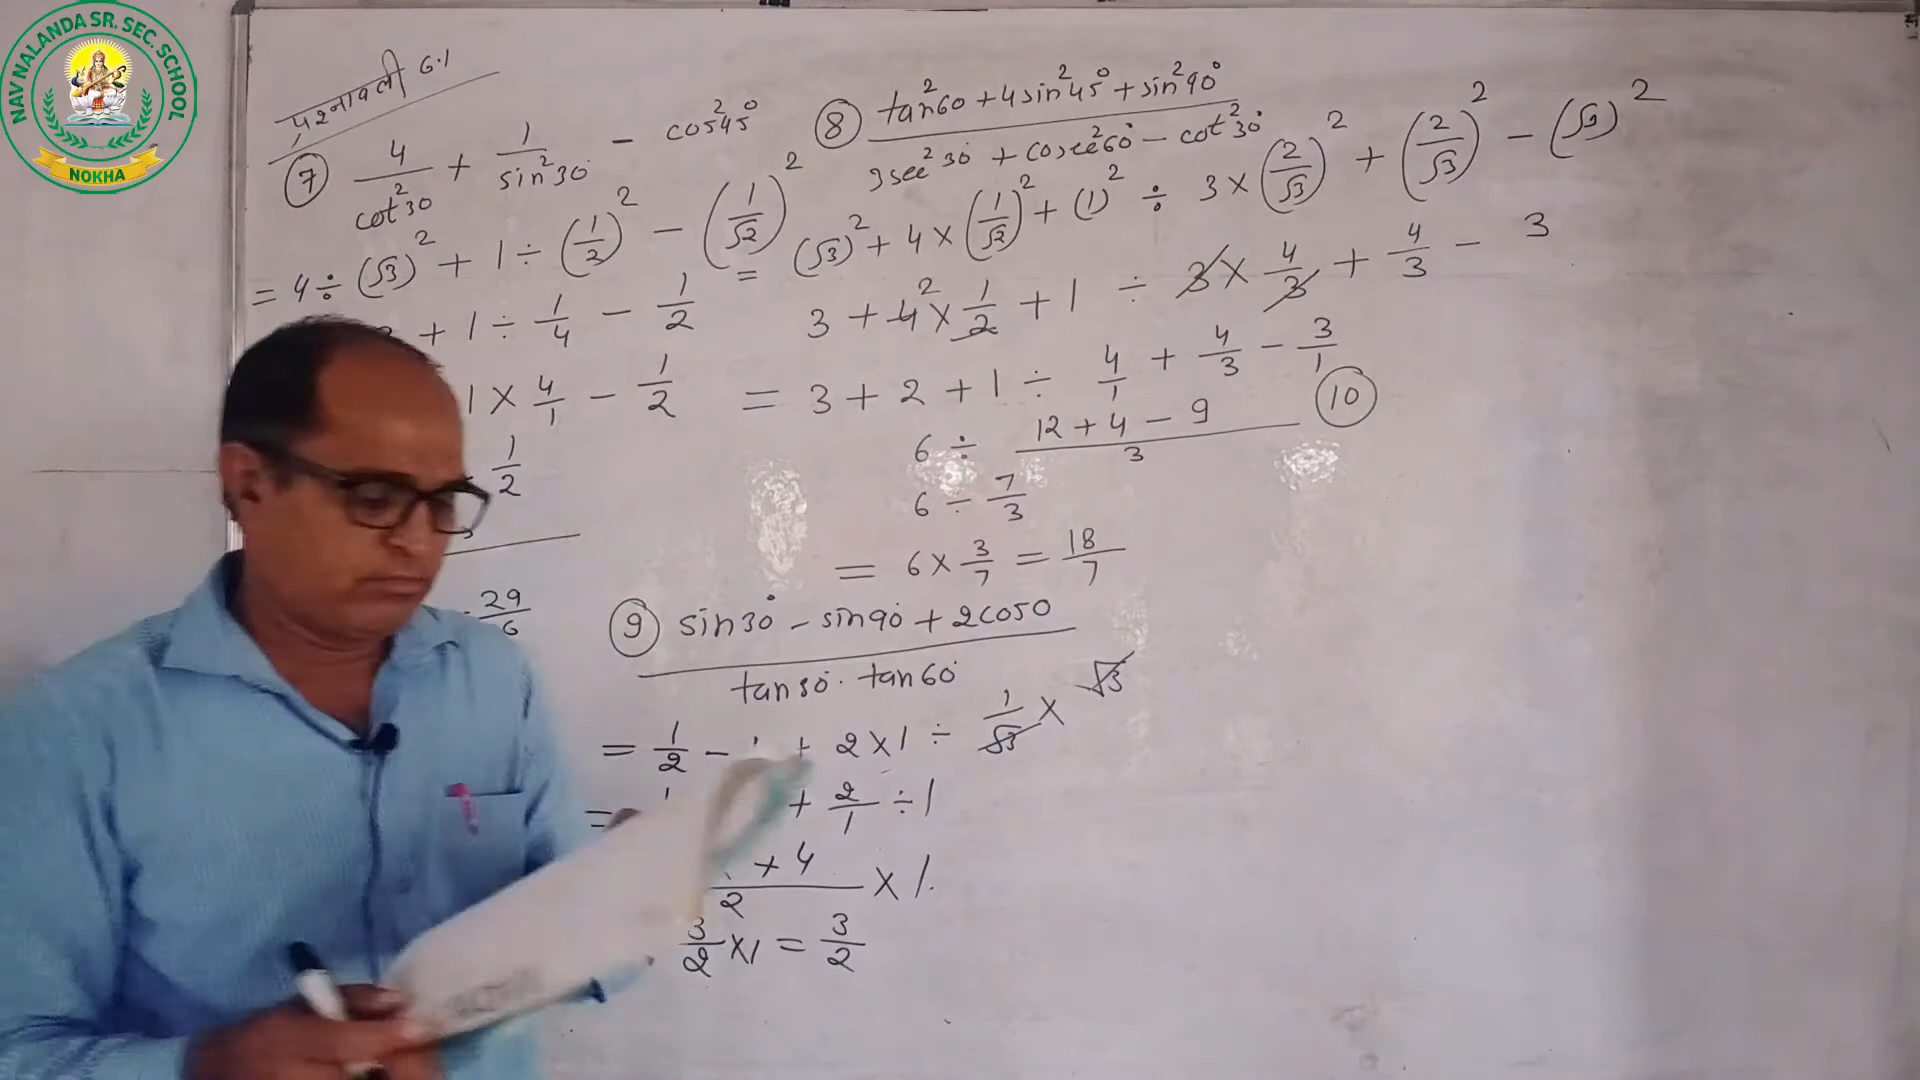 NAV NALANDA SR. SEC. SCHOOL
NOKHA
प्रश्नावली 6.1
⑦ 4/cot²30 + 1/sin²30° - cos²45°
= 4 ÷ (√3)² + 1 ÷ (1/2)² - (1/√2)²
+ 1 ÷ 1/4 - 1/2
1 × 4/1 - 1/2
1/2
29/6
⑧ (tan²60 + 4sin²45° + sin²90°)/(3sec²30° + cosec²60° - cot²30°)
= (√3)² + 4 × (1/√2)² + (1)² ÷ 3 × (2/√3)² + (2/√3)² - (√3)²
3 + 4² × 1/2 + 1 ÷ 3 × 4/3 + 4/3 - 3
= 3 + 2 + 1 ÷ 4/1 + 4/3 - 3/1
6 ÷ (12 + 4 - 9)/3
6 ÷ 7/3
= 6 × 3/7 = 18/7
⑨ (sin30° - sin90° + 2cos0)/(tan30° · tan60°)
= 1/2 - + 2 × 1 ÷ 1/√3 × √3
= + 2/1 ÷ 1
+ 4/2 × 1
3/2 × 1 = 3/2
⑩